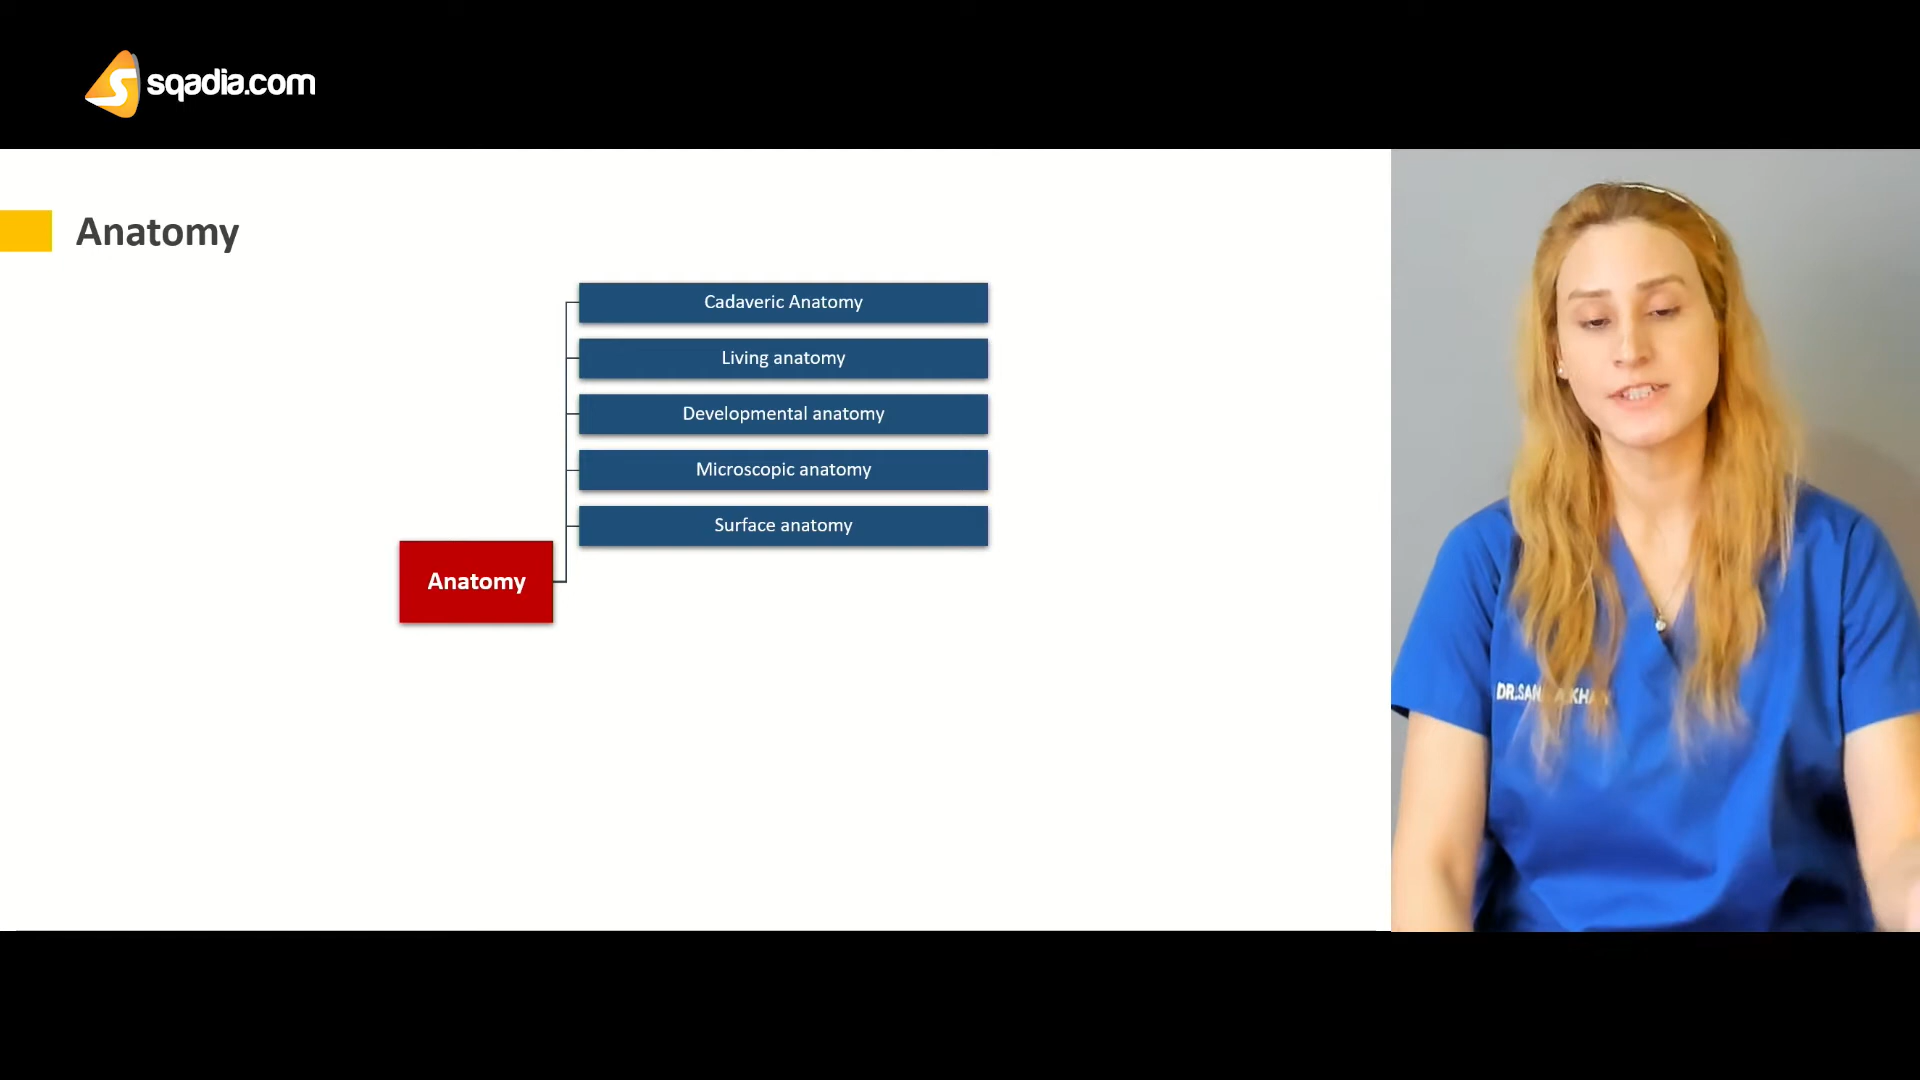 sqadia.com
Anatomy
Cadaveric Anatomy
Living anatomy
Developmental anatomy
Microscopic anatomy
Surface anatomy
Anatomy